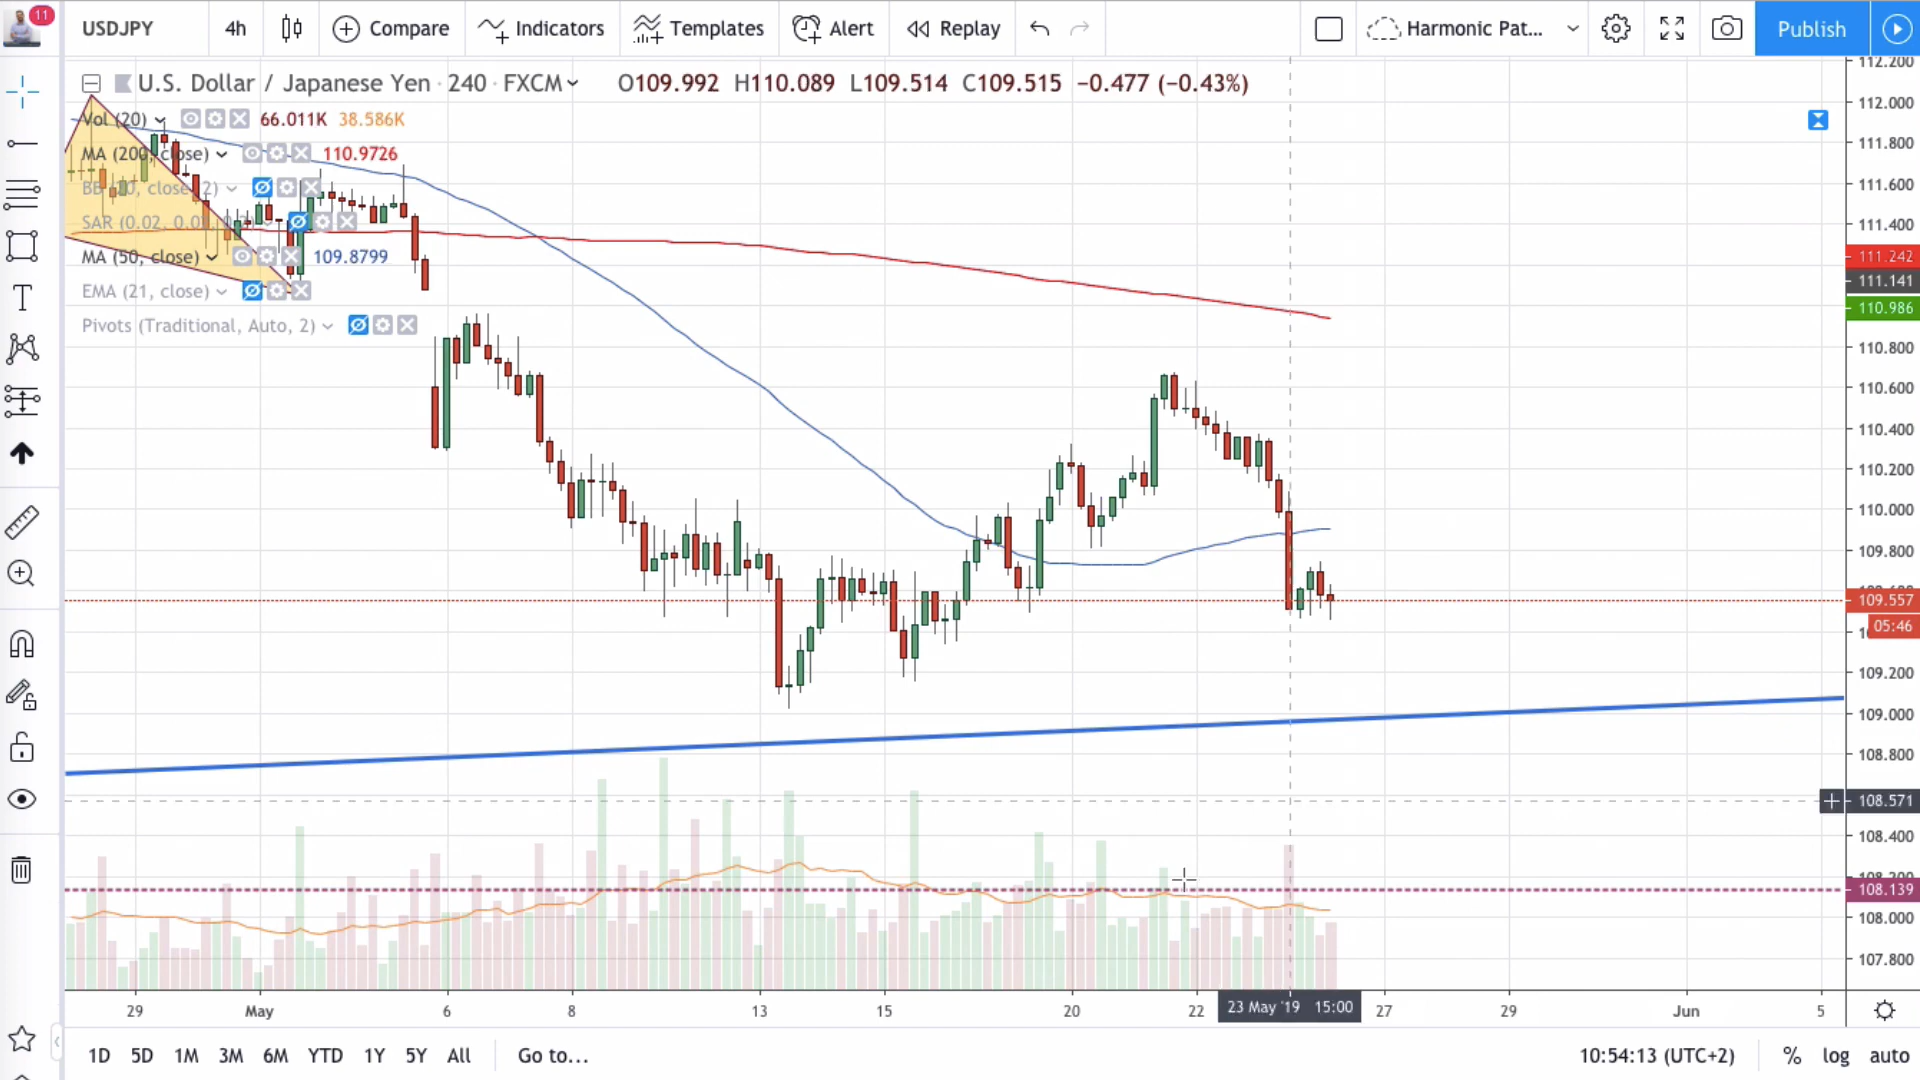 11
USDJPY 4h Compare Indicators Templates Alert Replay Harmonic Pat... Publish
U.S. Dollar / Japanese Yen · 240 · FXCM O109.992 H110.089 L109.514 C109.515 −0.477 (−0.43%)
Vol (20) 66.011K 38.586K
MA (200, close) 110.9726
MA (50, close) 109.8799
EMA (21, close)
Pivots (Traditional, Auto, 2)
112.200
112.000
111.800
111.600
111.400
111.242
111.141
110.986
110.800
110.600
110.400
110.200
110.000
109.800
109.557
05:46
109.200
109.000
108.800
108.571
108.400
108.139
108.000
107.800
29 May 6 8 13 15 20 22 23 May '19 15:00 27 29 Jun 5
1D 5D 1M 3M 6M YTD 1Y 5Y All Go to... 10:54:13 (UTC+2) % log auto